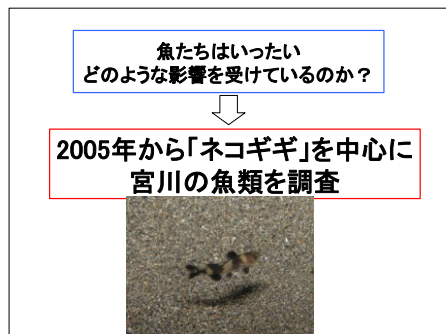 魚たちはいったい
どのような影響を受けているのか？
2005年から｢ネコギギ｣を中心に
宮川の魚類を調査